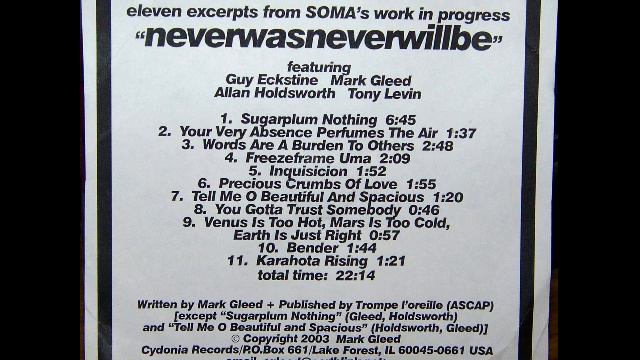 eleven excerpts from SOMA's work in progress
"neverwasneverwillbe"
featuring
Guy Eckstine Mark Gleed
Allan Holdsworth Tony Levin
1. Sugarplum Nothing 6:45
2. Your Very Absence Perfumes The Air 1:37
3. Words Are A Burden To Others 2:48
4. Freezeframe Uma 2:09
5. Inquisicion 1:52
6. Precious Crumbs Of Love 1:55
7. Tell Me O Beautiful And Spacious 1:20
8. You Gotta Trust Somebody 0:46
9. Venus Is Too Hot, Mars Is Too Cold,
Earth Is Just Right 0:57
10. Bender 1:44
11. Karahota Rising 1:21
total time: 22:14
Written by Mark Gleed + Published by Trompe l'oreille (ASCAP)
[except "Sugarplum Nothing" (Gleed, Holdsworth)
and "Tell Me O Beautiful and Spacious" (Holdsworth, Gleed)]
© Copyright 2003 Mark Gleed
Cydonia Records/P.O.Box 661/Lake Forest, IL 60045-0661 USA